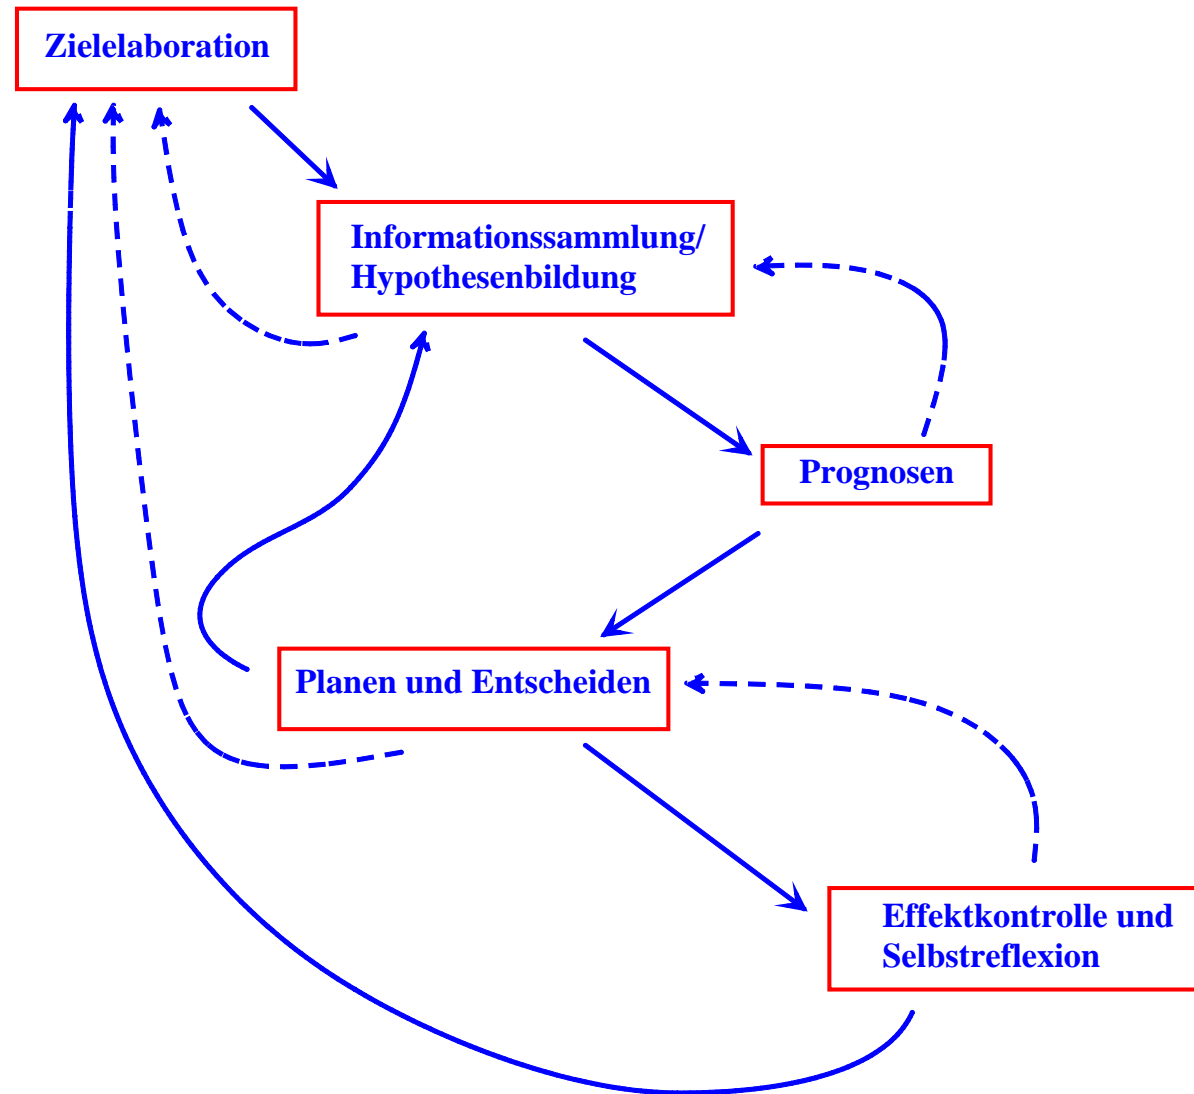 Zielelaboration
Informationssammlung/
Hypothesenbildung
Prognosen
Planen und Entscheiden
Effektkontrolle und
Selbstreflexion